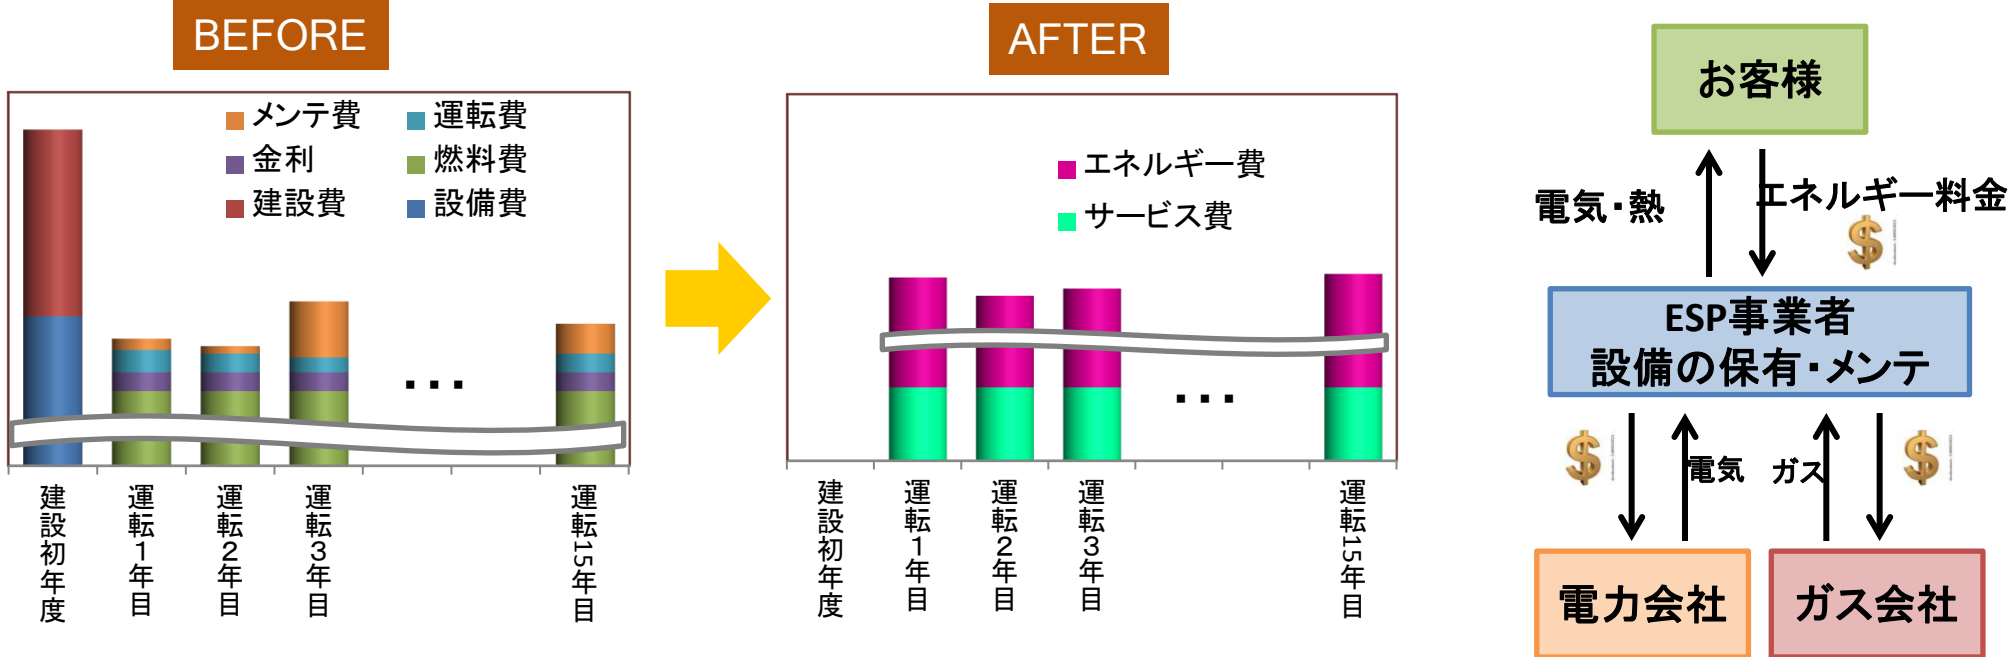 BEFORE
メンテ費
運転費
金利
燃料費
建設費
設備費
・・・
建設初年度
運転1年目
運転2年目
運転3年目
運転15年目
AFTER
エネルギー費
サービス費
・・・
建設初年度
運転1年目
運転2年目
運転3年目
運転15年目
お客様
電気・熱
エネルギー料金
$
ESP事業者
設備の保有・メンテ
$
電気
ガス
$
電力会社
ガス会社